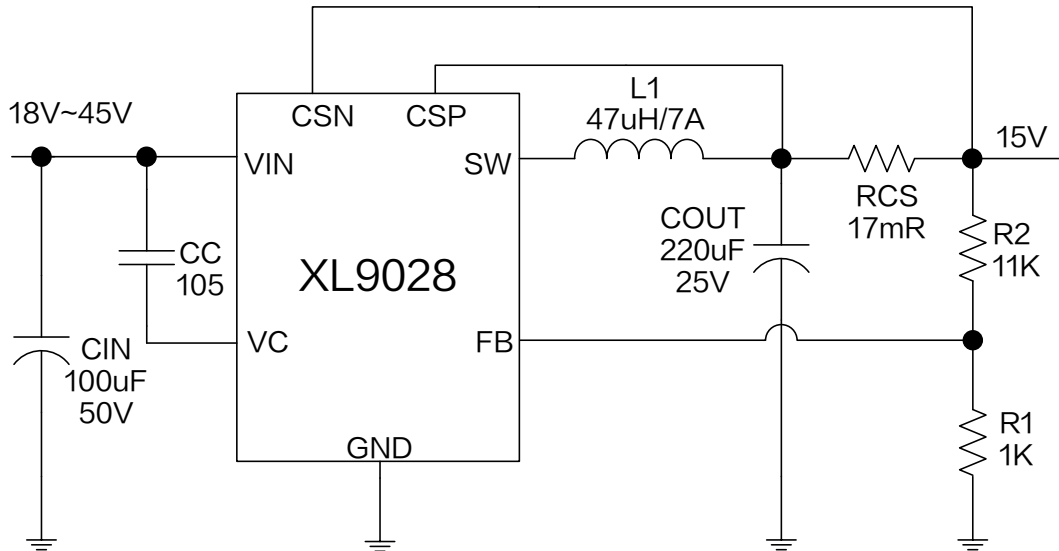 18V~45V
CSN
CSP
L1
47uH/7A
15V
VIN
SW
RCS
17mR
COUT
220uF
25V
R2
11K
CC
105
XL9028
VC
FB
CIN
100uF
50V
R1
1K
GND